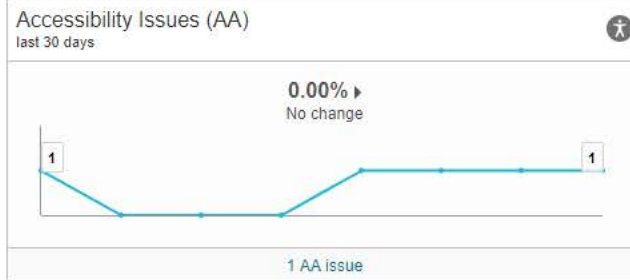 Accessibility Issues (AA)
last 30 days
0.00%
No change
1
1
1 AA issue